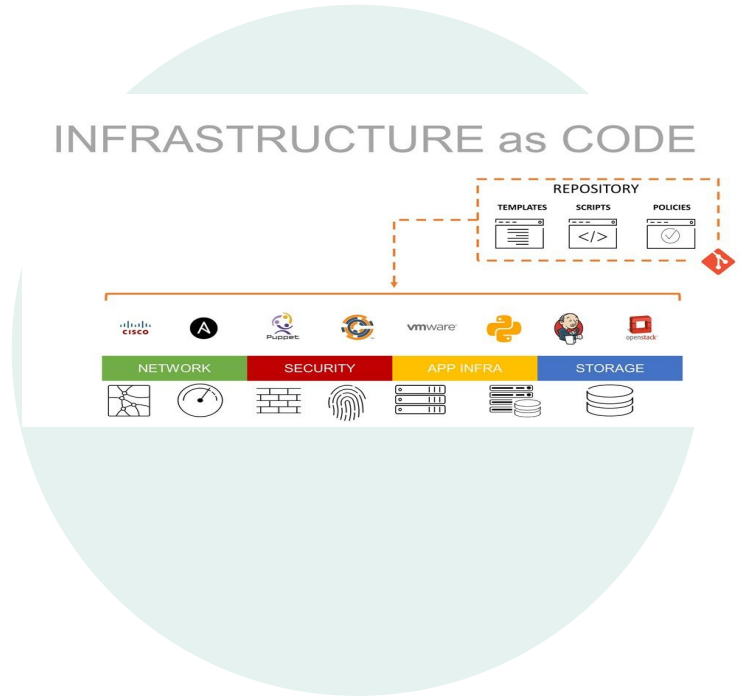 INFRASTRUCTURE as CODE
REPOSITORY
TEMPLATES SCRIPTS POLICIES
</>
CISCO Puppet vmware openstack
NETWORK SECURITY APP INFRA STORAGE